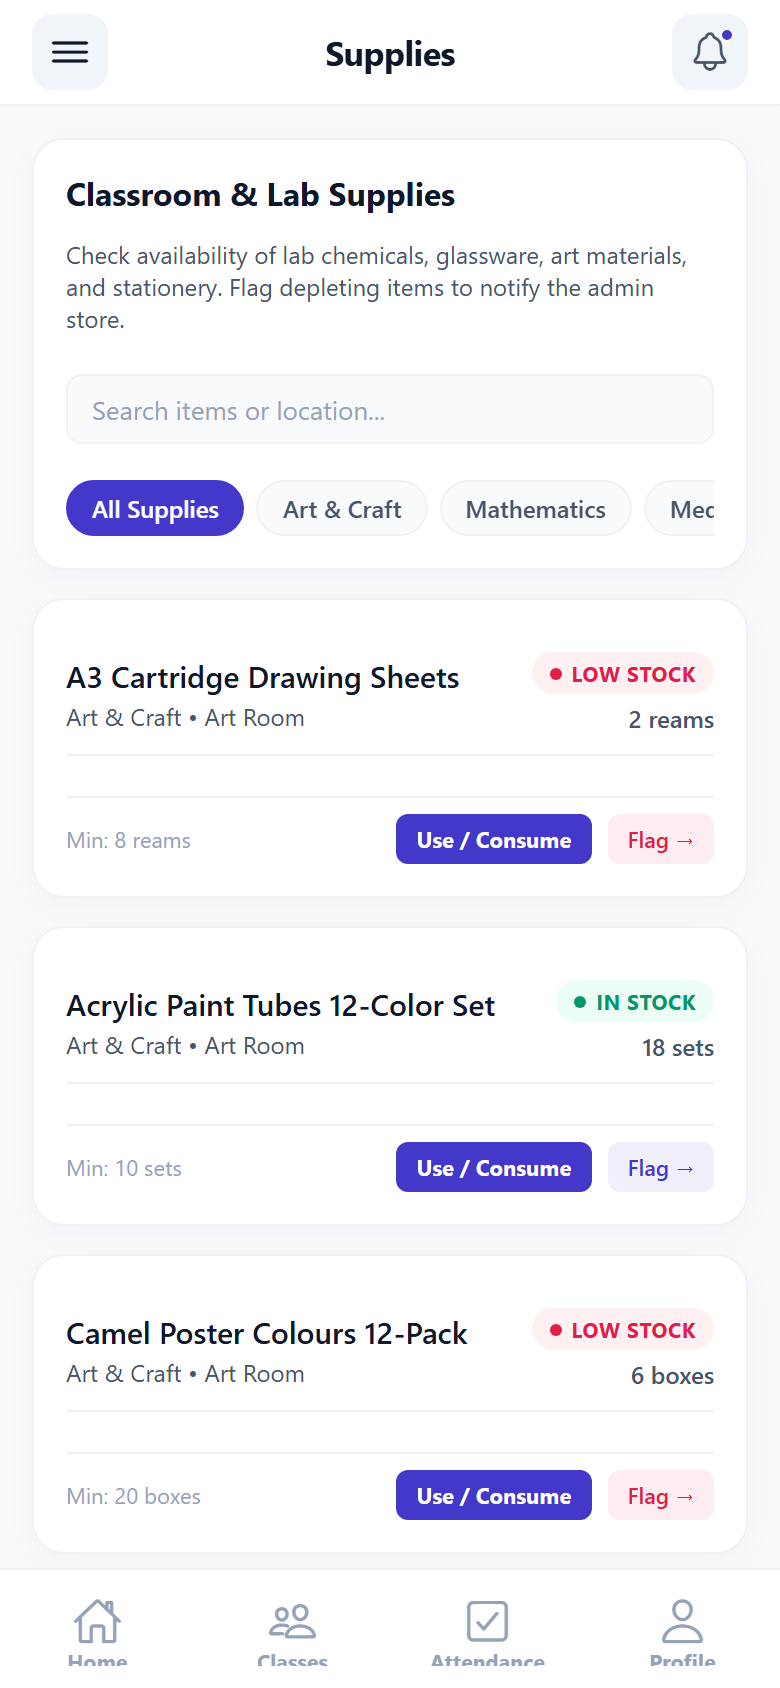 Supplies
Classroom & Lab Supplies
Check availability of lab chemicals, glassware, art materials,
and stationery. Flag depleting items to notify the admin
store.
Search items or location...
All Supplies
Art & Craft
Mathematics
A3 Cartridge Drawing Sheets
LOW STOCK
Art & Craft • Art Room
2 reams
Min: 8 reams
Use / Consume
Flag →
Acrylic Paint Tubes 12-Color Set
IN STOCK
Art & Craft • Art Room
18 sets
Min: 10 sets
Use / Consume
Flag →
Camel Poster Colours 12-Pack
LOW STOCK
Art & Craft • Art Room
6 boxes
Min: 20 boxes
Use / Consume
Flag →
Home
Classes
Attendance
Profile